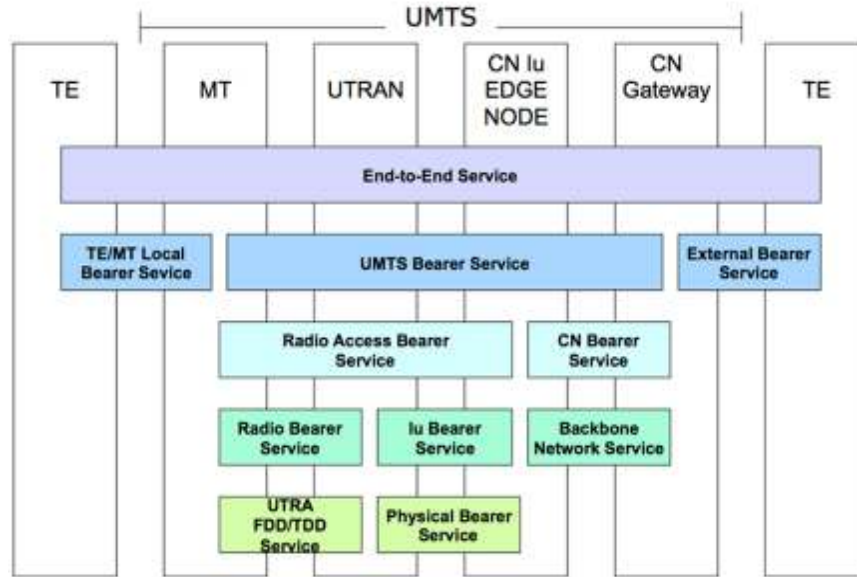 UMTS
TE
MT
UTRAN
CN Iu
EDGE
NODE
CN
Gateway
TE
End-to-End Service
TE/MT Local
Bearer Sevice
UMTS Bearer Service
External Bearer
Service
Radio Access Bearer
Service
CN Bearer
Service
Radio Bearer
Service
Iu Bearer
Service
Backbone
Network Service
UTRA
FDD/TDD
Service
Physical Bearer
Service